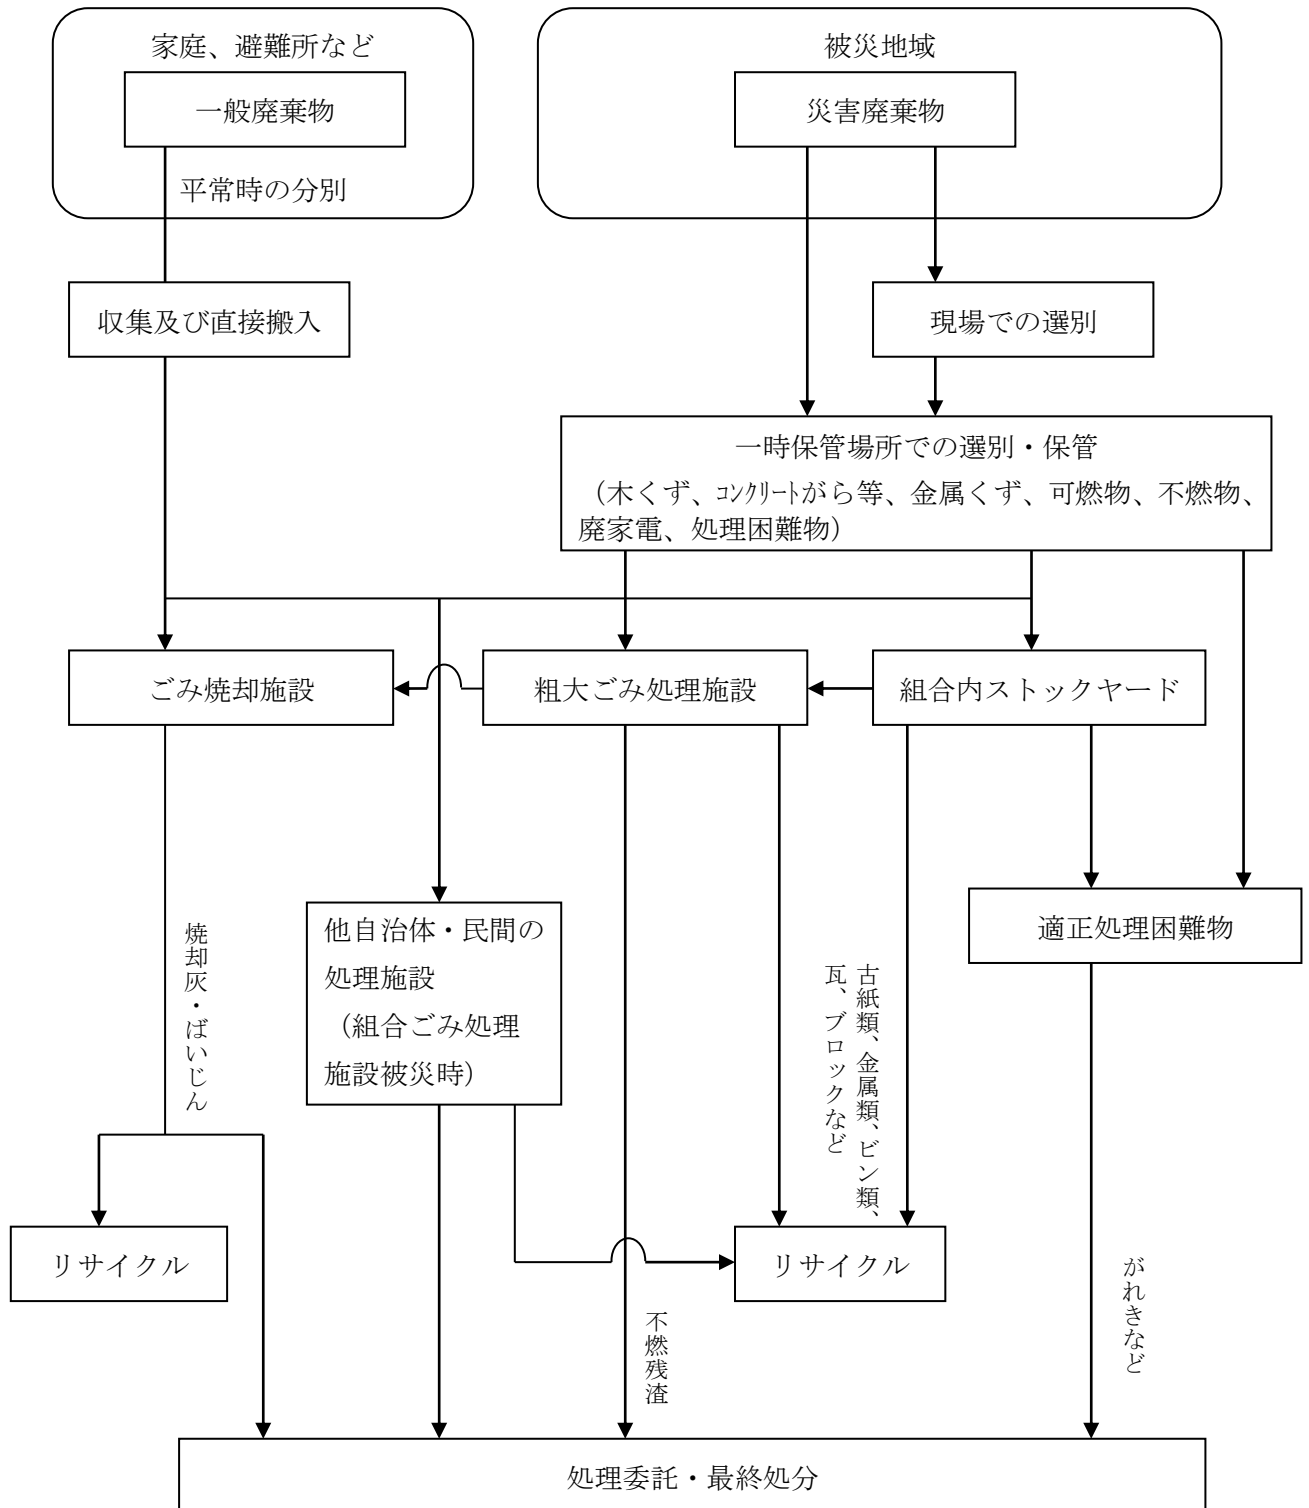 家庭、避難所など
一般廃棄物
平常時の分別
被災地域
災害廃棄物
収集及び直接搬入
現場での選別
一時保管場所での選別・保管
（木くず、ｺﾝｸﾘｰﾄがら等、金属くず、可燃物、不燃物、
廃家電、処理困難物）
ごみ焼却施設
粗大ごみ処理施設
組合内ストックヤード
他自治体・民間の
処理施設
（組合ごみ処理
施設被災時）
適正処理困難物
焼却灰・ばいじん
古紙類、金属類、ビン類、
瓦、ブロックなど
リサイクル
リサイクル
不燃残渣
がれきなど
処理委託・最終処分